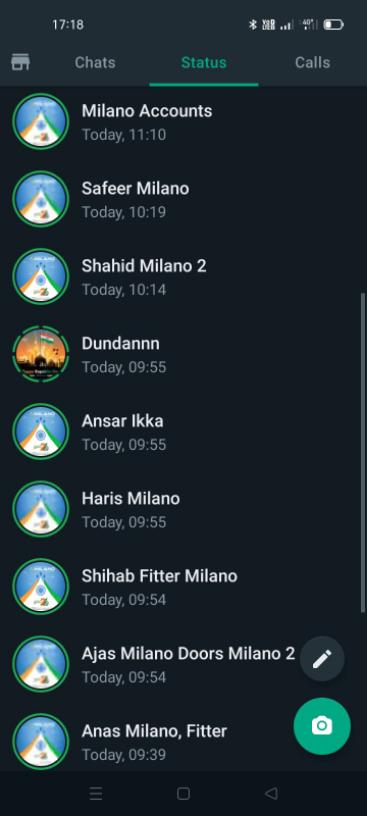 17:18
Chats
Status
Calls
Milano Accounts
Today, 11:10
Safeer Milano
Today, 10:19
Shahid Milano 2
Today, 10:14
Dundannn
Today, 09:55
Ansar Ikka
Today, 09:55
Haris Milano
Today, 09:55
Shihab Fitter Milano
Today, 09:54
Ajas Milano Doors Milano 2
Today, 09:54
Anas Milano, Fitter
Today, 09:39